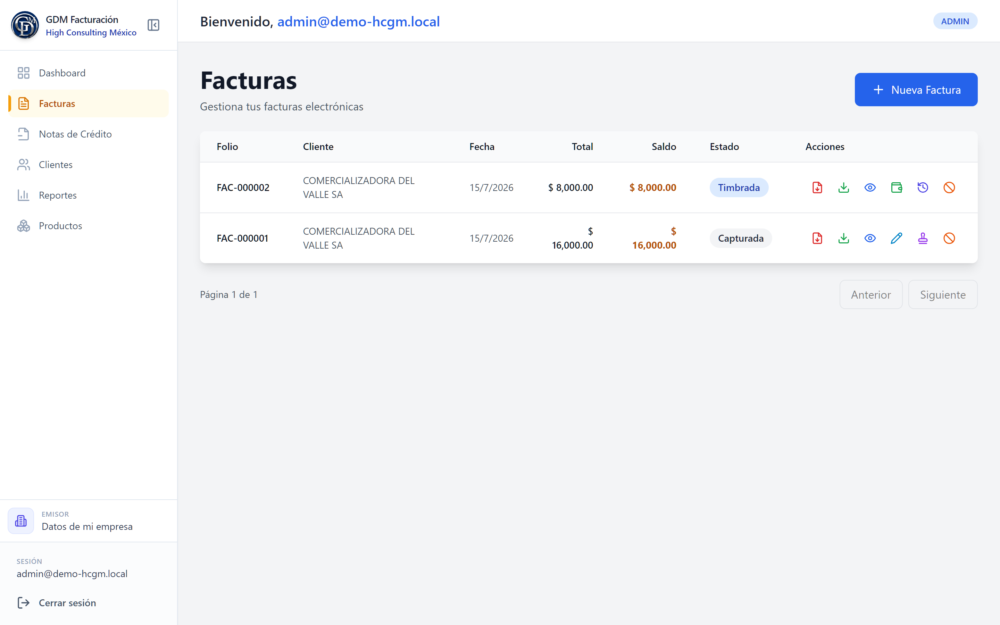 GDM Facturación
High Consulting México
Dashboard
Facturas
Notas de Crédito
Clientes
Reportes
Productos
EMISOR
Datos de mi empresa
SESIÓN
admin@demo-hcgm.local
Cerrar sesión
Bienvenido, admin@demo-hcgm.local
ADMIN
Facturas
Gestiona tus facturas electrónicas
+ Nueva Factura
Folio Cliente Fecha Total Saldo Estado Acciones
FAC-000002 COMERCIALIZADORA DEL VALLE SA 15/7/2026 $ 8,000.00 $ 8,000.00 Timbrada
FAC-000001 COMERCIALIZADORA DEL VALLE SA 15/7/2026 $ 16,000.00 $ 16,000.00 Capturada
Página 1 de 1
Anterior Siguiente